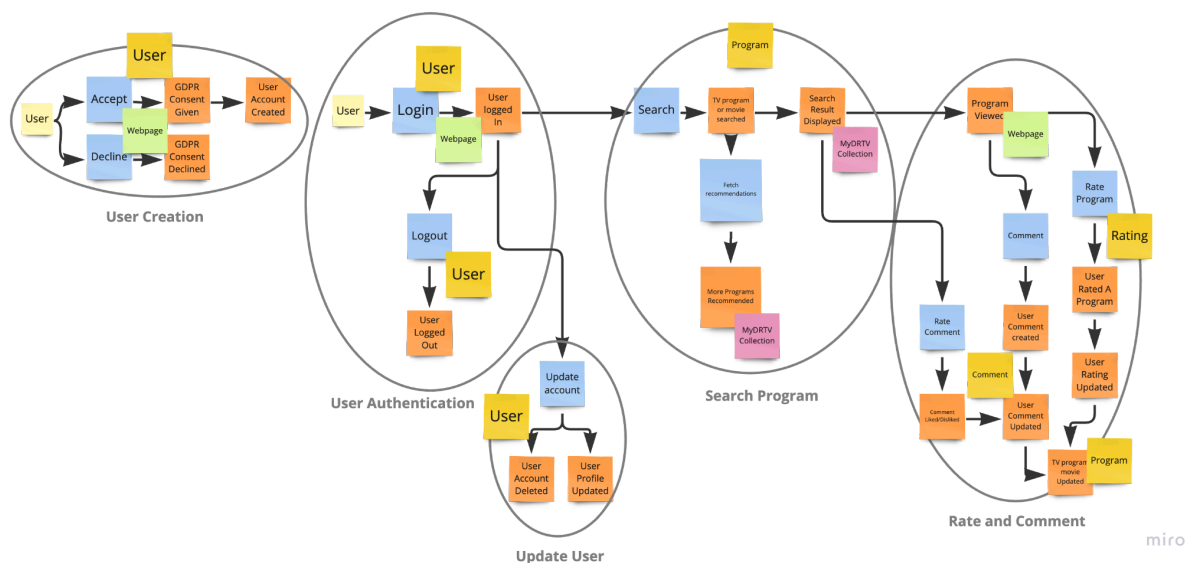 User
Accept
Decline
User
GDPR
Consent
Given
Webpage
GDPR
Consent
Declined
User
Account
Created
User Creation
User
Login
User
User
logged
In
Webpage
Logout
User
User
Logged
Out
User Authentication
Update
account
User
User
Account
Deleted
User
Profile
Updated
Update User
Program
Search
TV program
or movie
searched
Search
Result
Displayed
MyDRTV
Collection
Fetch
recommendations
More Programs
Recommended
MyDRTV
Collection
Search Program
Program
Viewed
Webpage
Rate
Program
Rating
Comment
User
Rated A
Program
Rate
Comment
User
Comment
created
User
Rating
Updated
Comment
Comment
Liked/Disliked
User
Comment
Updated
TV program
movie
Updated
Program
Rate and Comment
miro